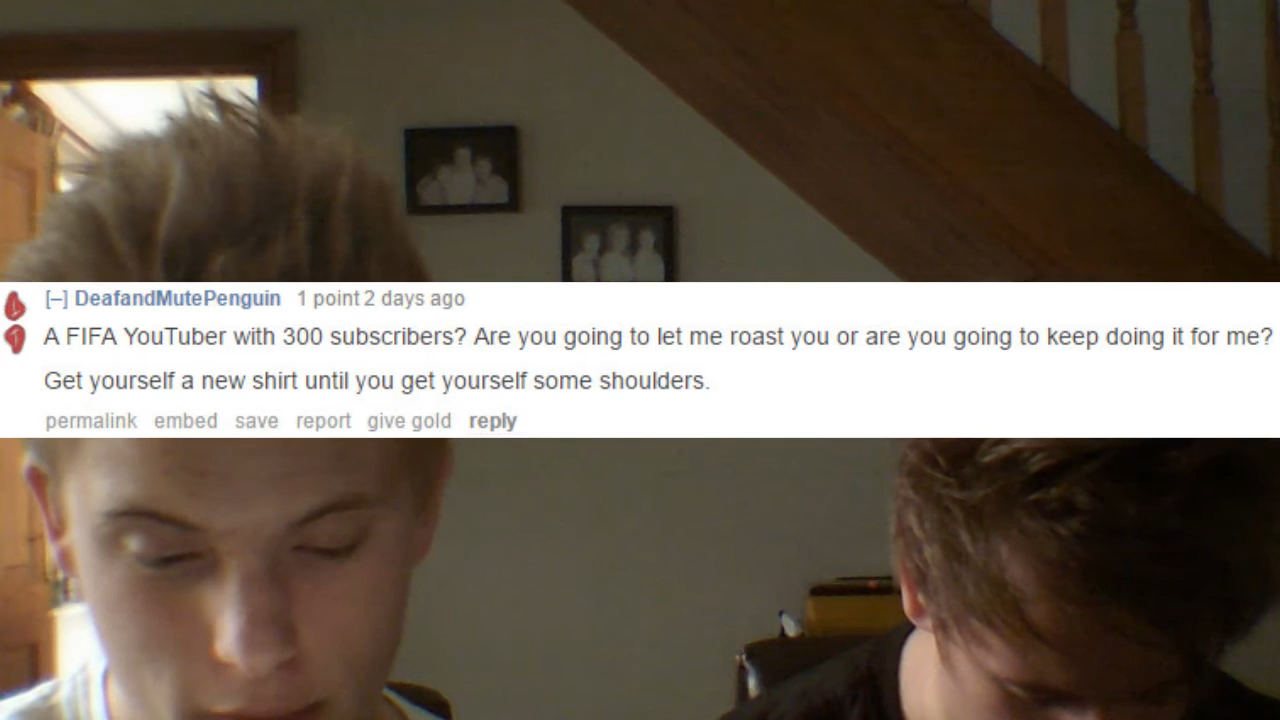 [–] DeafandMutePenguin 1 point 2 days ago
A FIFA YouTuber with 300 subscribers? Are you going to let me roast you or are you going to keep doing it for me?
Get yourself a new shirt until you get yourself some shoulders.
permalink embed save report give gold reply